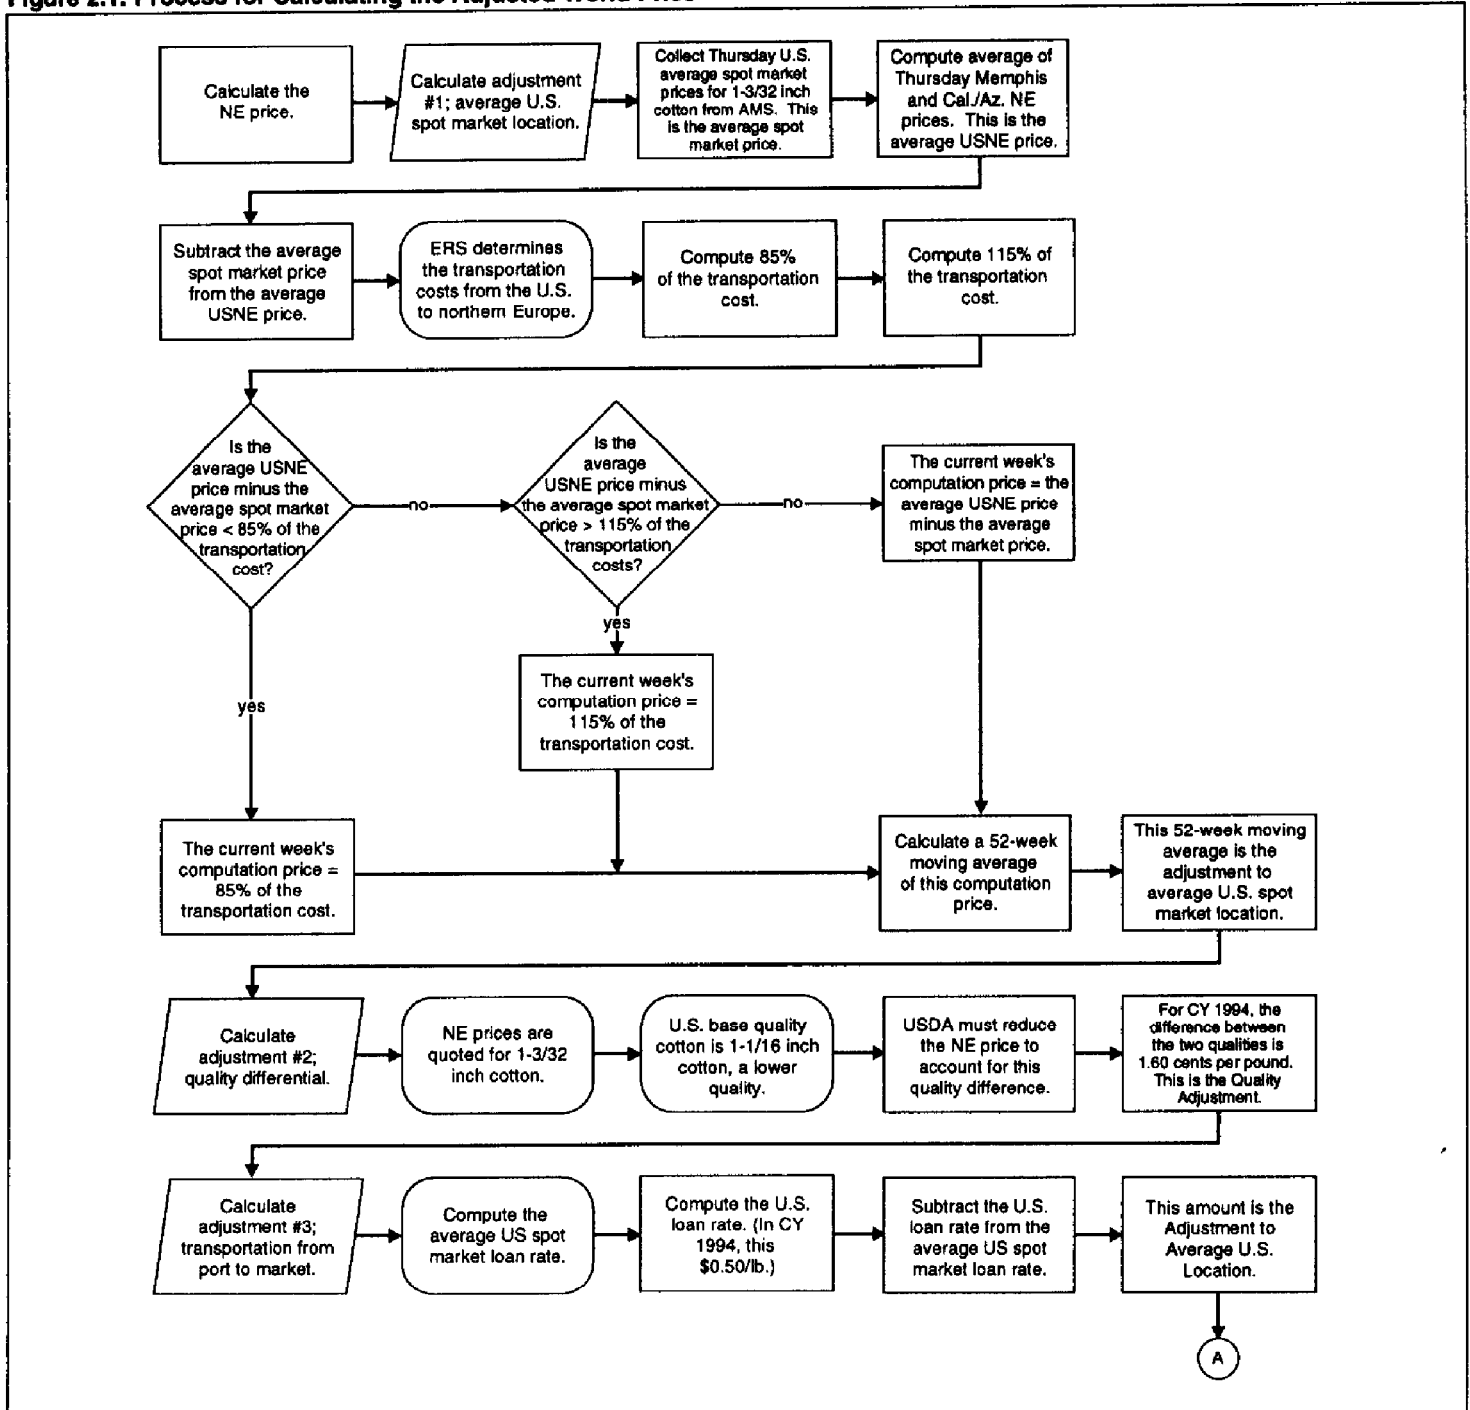 Figure 2.1: Process for Calculating the Adjusted World Price
Calculate the
NE price.
Calculate adjustment
#1; average U.S.
spot market location.
Collect Thursday U.S.
average spot market
prices for 1-3/32 inch
cotton from AMS. This
is the average spot
market price.
Compute average of
Thursday Memphis
and Cal./Az. NE
prices. This is the
average USNE price.
Subtract the average
spot market price
from the average
USNE price.
ERS determines
the transportation
costs from the U.S.
to northern Europe.
Compute 85%
of the transportation
cost.
Compute 115% of
the transportation
cost.
Is the
average USNE
price minus the
average spot market
price < 85% of the
transportation
cost?
no
Is the
average
USNE price minus
the average spot market
price > 115% of the
transportation
costs?
no
The current week's
computation price = the
average USNE price
minus the average
spot market price.
yes
yes
The current week's
computation price =
115% of the
transportation cost.
The current week's
computation price =
85% of the
transportation cost.
Calculate a 52-week
moving average
of this computation
price.
This 52-week moving
average is the
adjustment to
average U.S. spot
market location.
Calculate
adjustment #2;
quality differential.
NE prices are
quoted for 1-3/32
inch cotton.
U.S. base quality
cotton is 1-1/16 inch
cotton, a lower
quality.
USDA must reduce
the NE price to
account for this
quality difference.
For CY 1994, the
difference between
the two qualities is
1.60 cents per pound.
This is the Quality
Adjustment.
Calculate
adjustment #3;
transportation from
port to market.
Compute the
average US spot
market loan rate.
Compute the U.S.
loan rate. (In CY
1994, this
$0.50/lb.)
Subtract the U.S.
loan rate from the
average US spot
market loan rate.
This amount is the
Adjustment to
Average U.S.
Location.
A